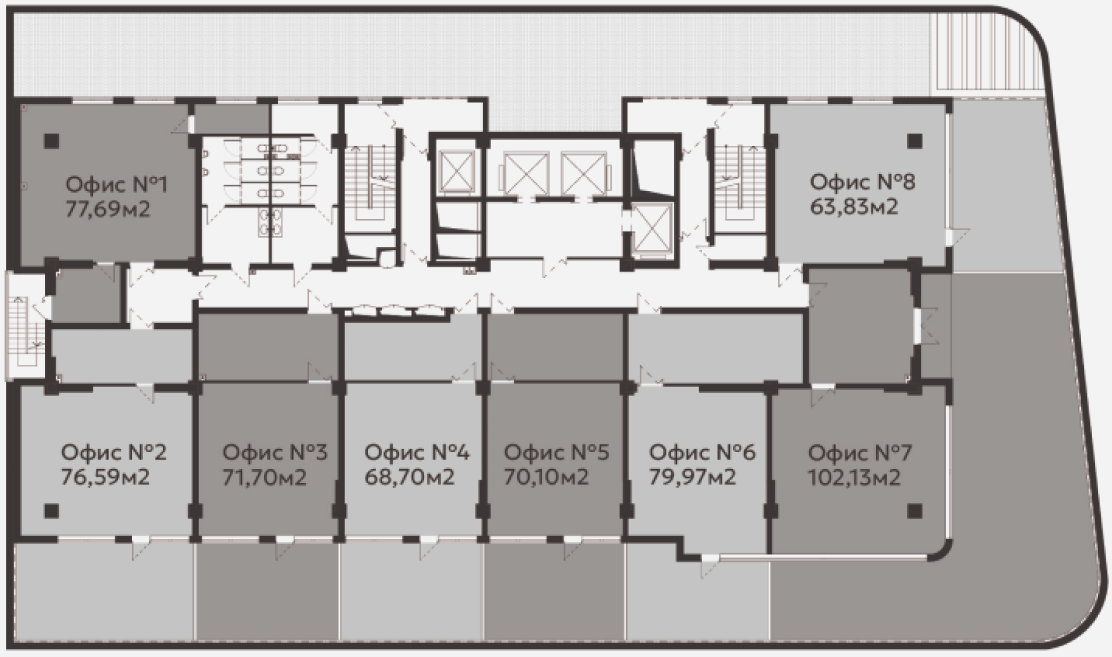 Офис №1
77,69м2
Офис №8
63,83м2
Офис №2
76,59м2
Офис №3
71,70м2
Офис №4
68,70м2
Офис №5
70,10м2
Офис №6
79,97м2
Офис №7
102,13м2